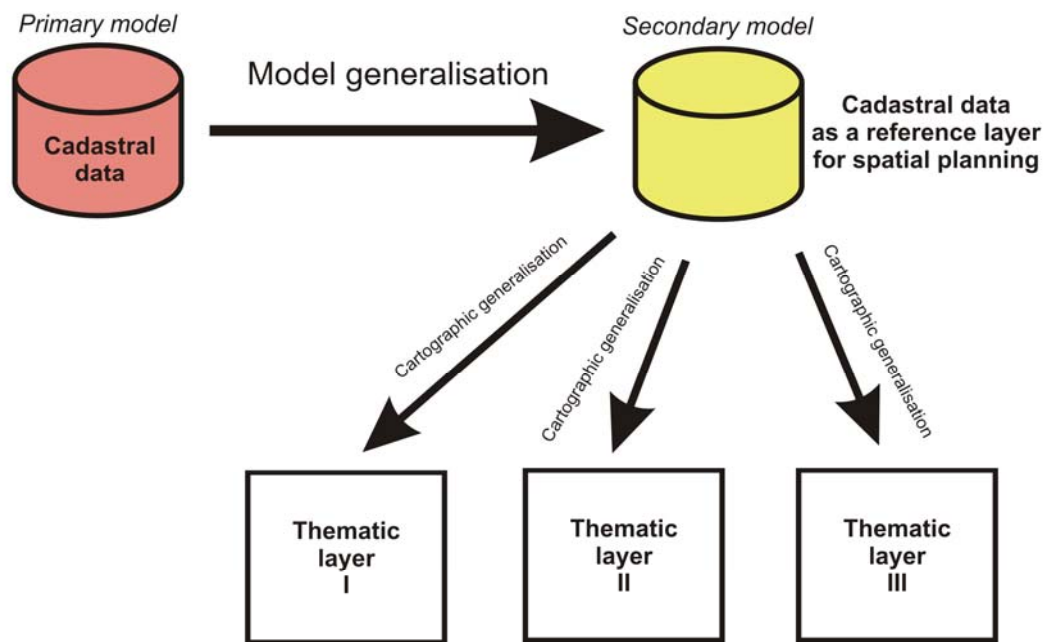 Primary model
Secondary model
Model generalisation
Cadastral
data
Cadastral data
as a reference layer
for spatial planning
Cartographic generalisation
Cartographic generalisation
Cartographic generalisation
Thematic
layer
I
Thematic
layer
II
Thematic
layer
III